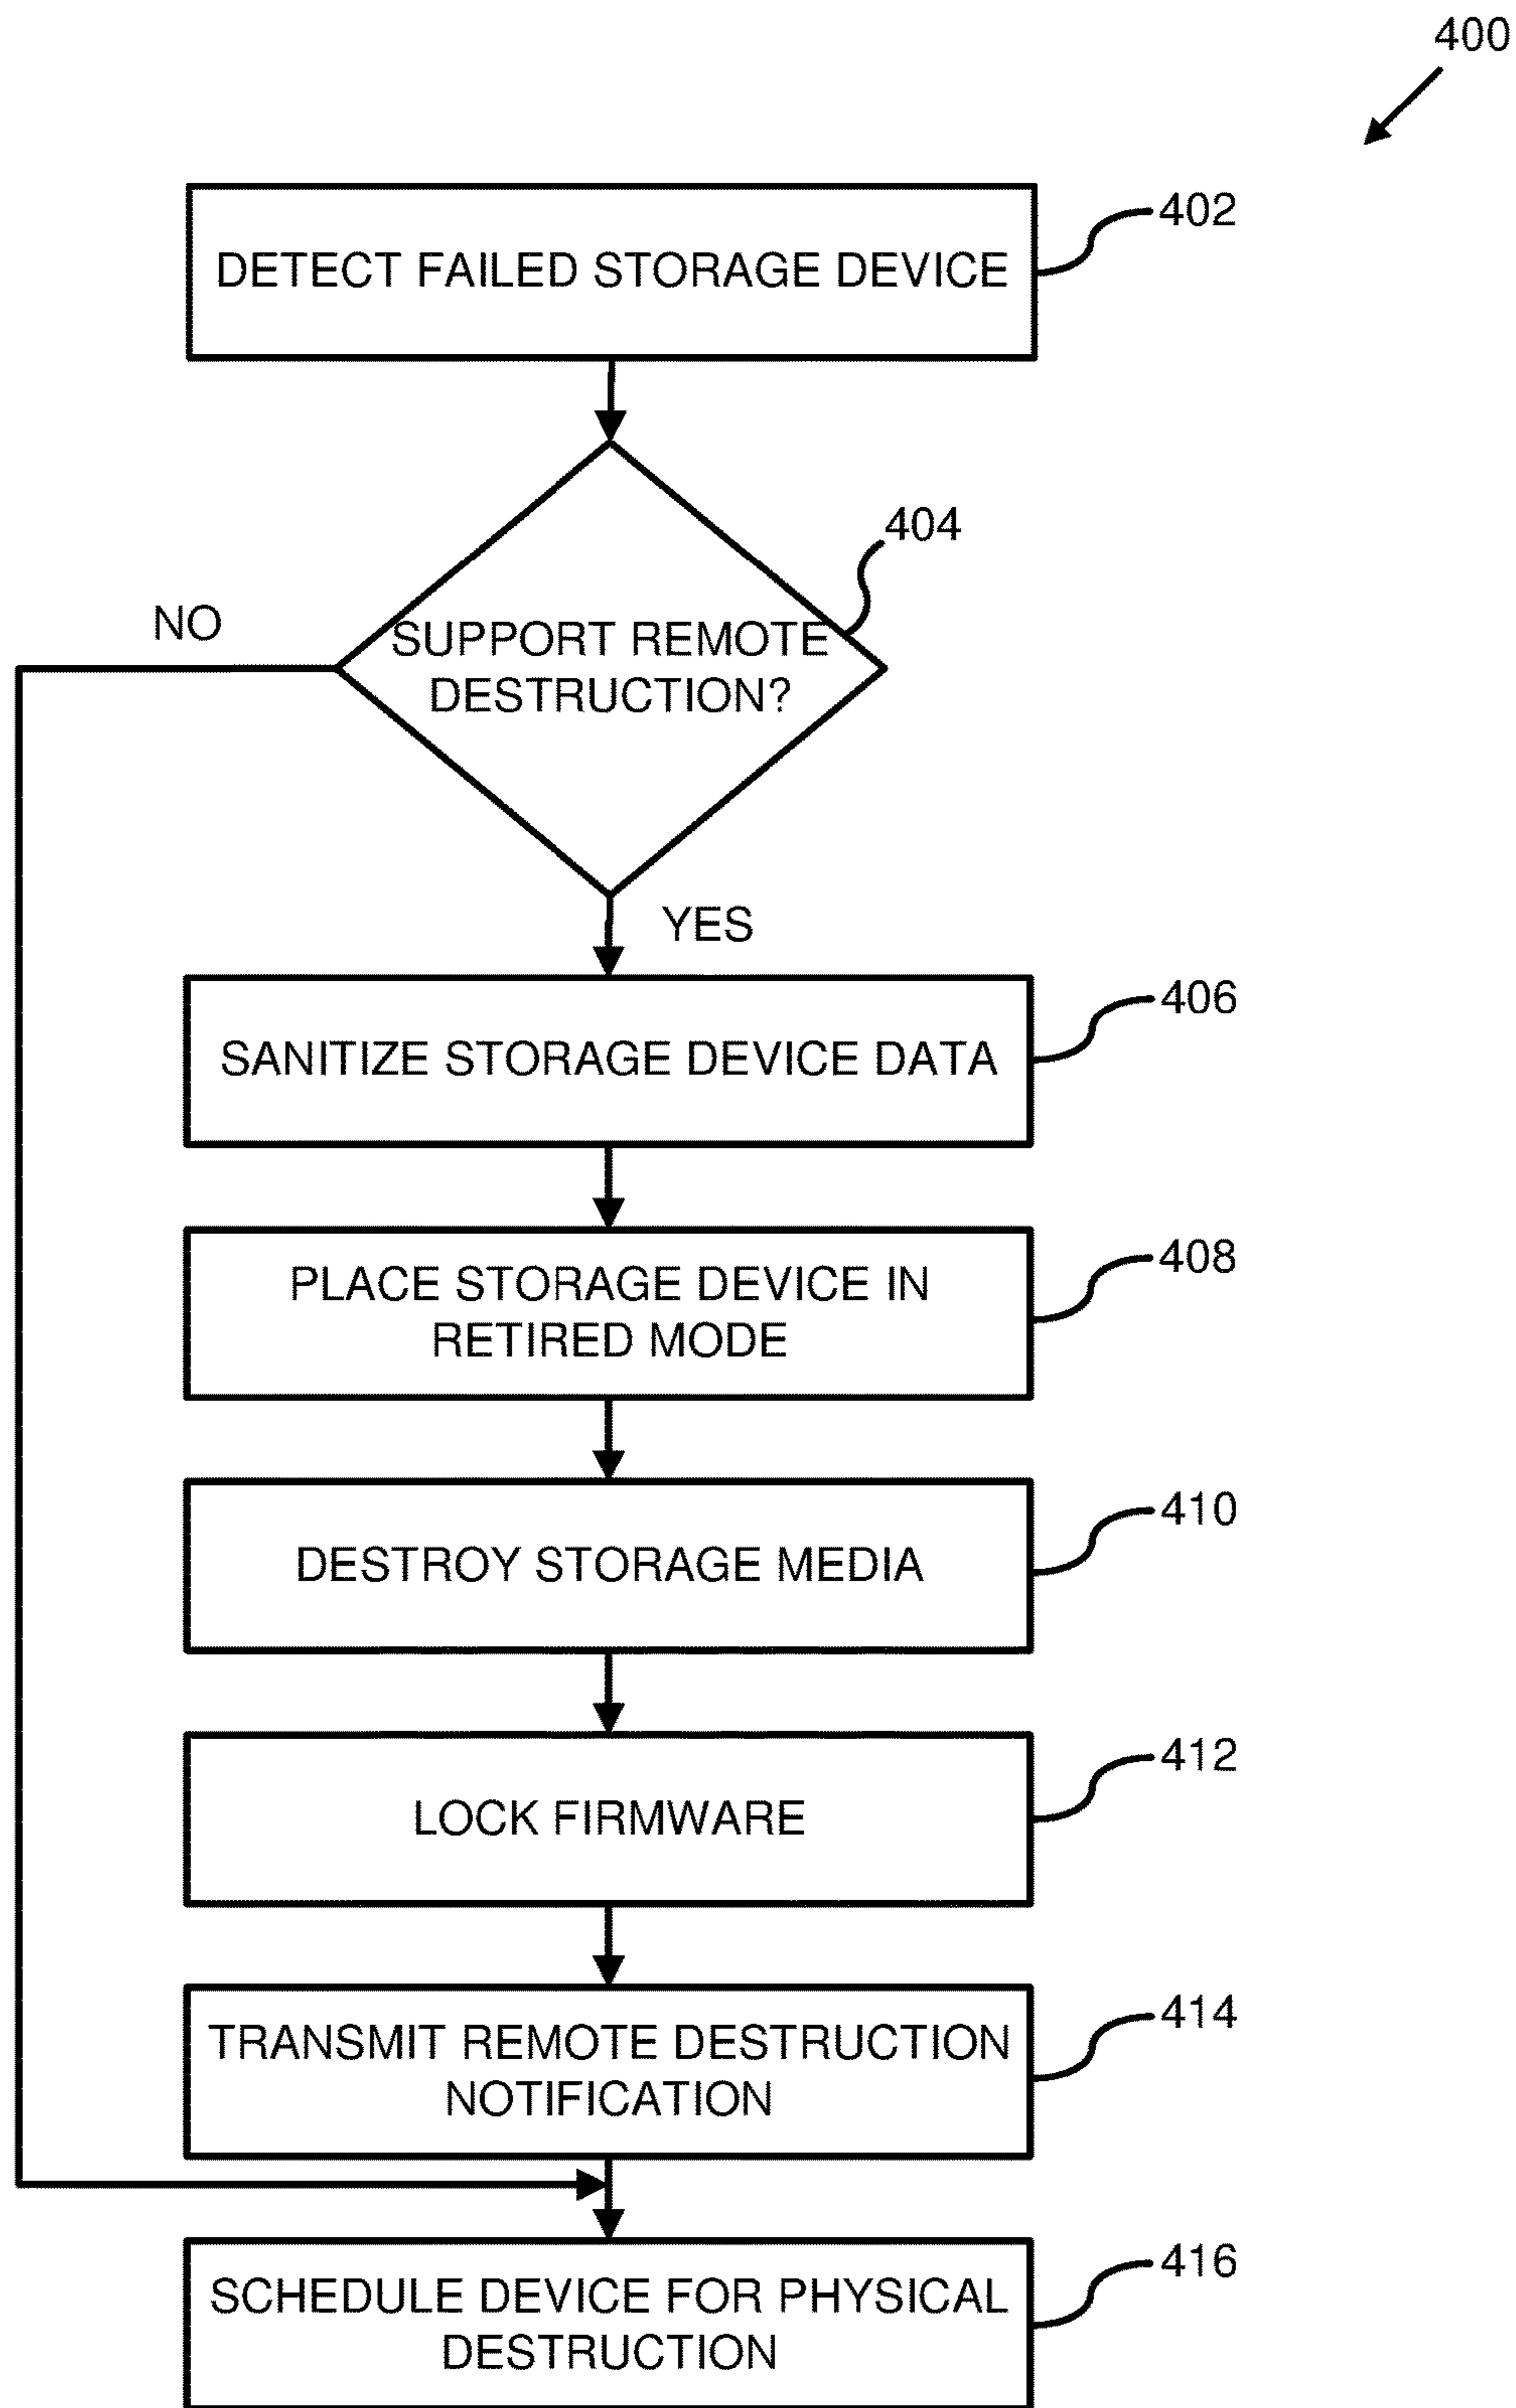 400
DETECT FAILED STORAGE DEVICE
402
404
NO
SUPPORT REMOTE
DESTRUCTION?
YES
SANITIZE STORAGE DEVICE DATA
406
PLACE STORAGE DEVICE IN
RETIRED MODE
408
DESTROY STORAGE MEDIA
410
LOCK FIRMWARE
412
TRANSMIT REMOTE DESTRUCTION
NOTIFICATION
414
SCHEDULE DEVICE FOR PHYSICAL
DESTRUCTION
416